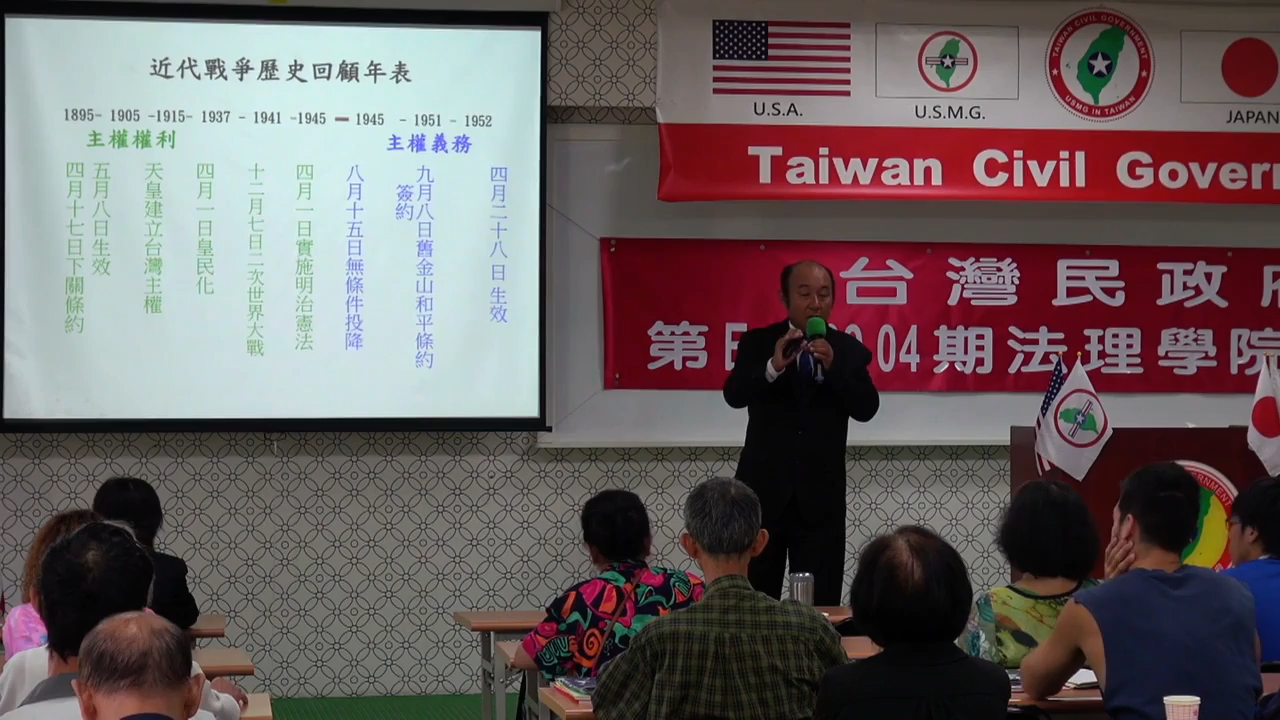 近代戰爭歷史回顧年表
1895- 1905 -1915- 1937 - 1941 -1945 - 1945 - 1951 - 1952
主權權利
主權義務
四月十七日下關條約
五月八日生效
天皇建立台灣主權
四月一日皇民化
十二月七日二次世界大戰
四月一日實施明治憲法
八月十五日無條件投降
九月八日舊金山和平條約
簽約
四月二十八日生效
U.S.A.
U.S.M.G.
TAIWAN CIVIL GOVERNMENT
USMG IN TAIWAN
JAPAN
Taiwan Civil Govern
台灣民政府
第E 04期法理學院